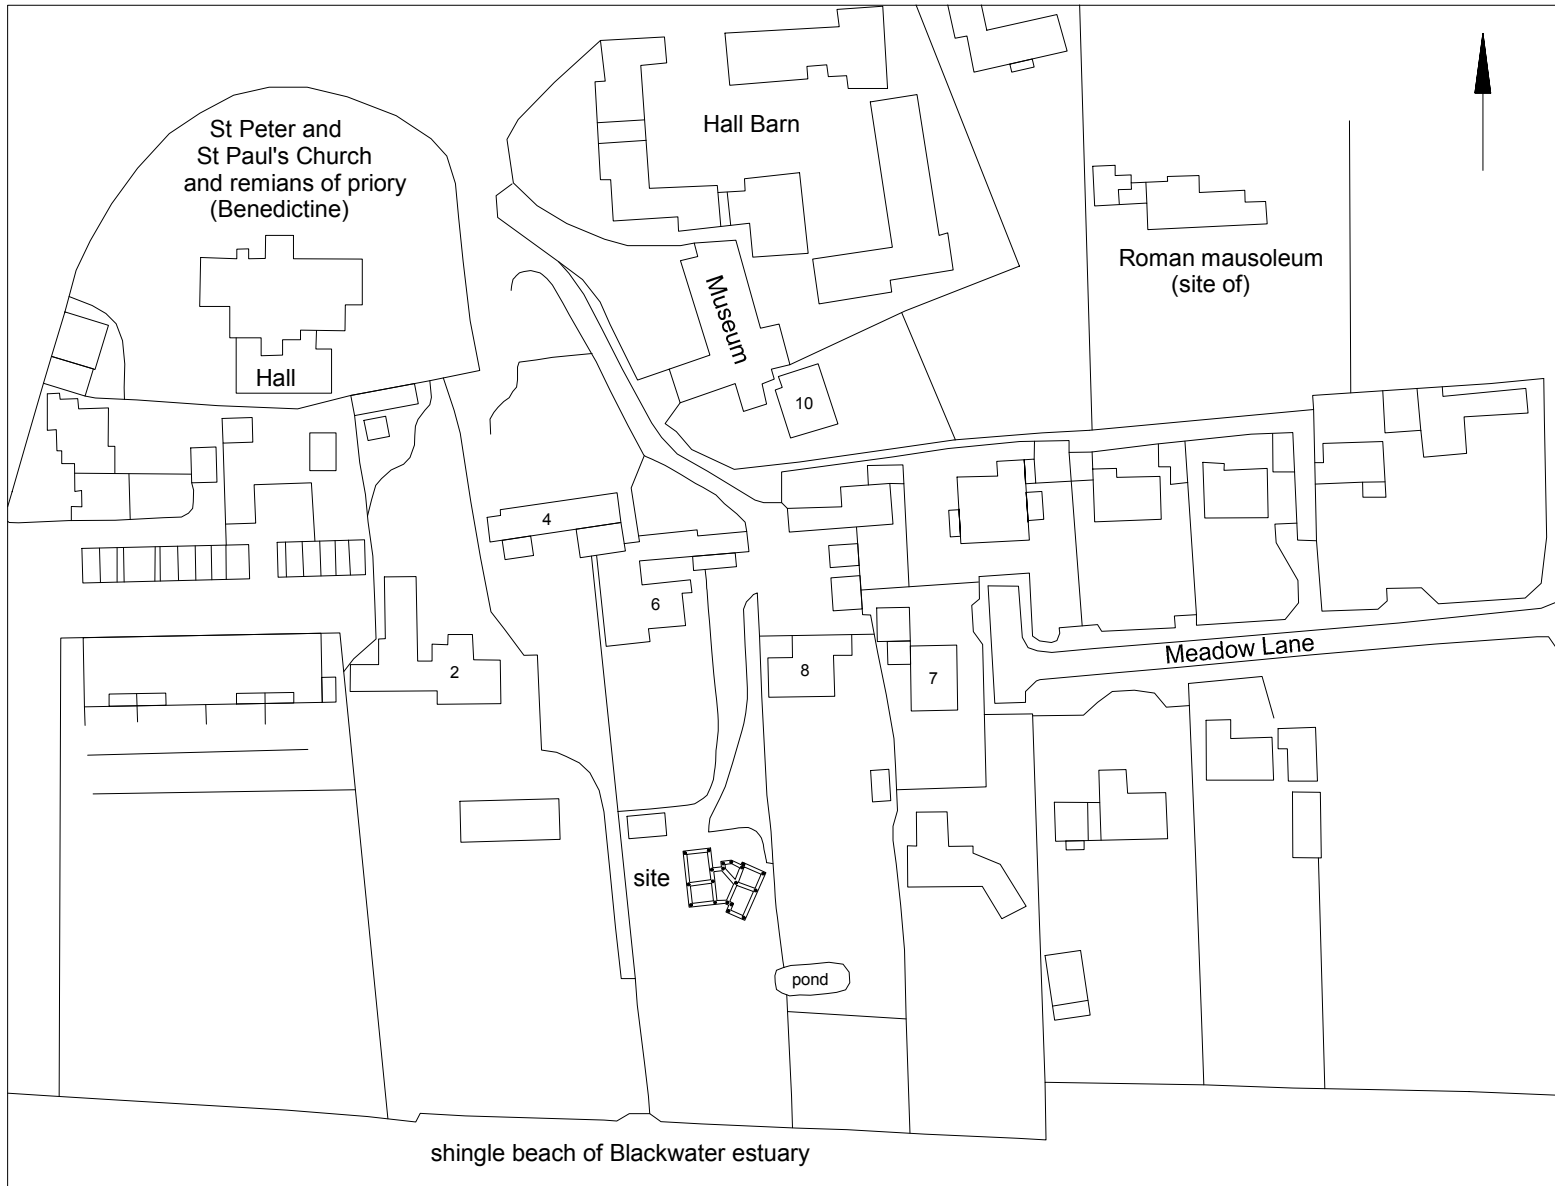 St Peter and
St Paul's Church
and remians of priory
(Benedictine)
Hall
Hall Barn
Museum
10
Roman mausoleum
(site of)
4
6
2
8
7
Meadow Lane
site
pond
shingle beach of Blackwater estuary